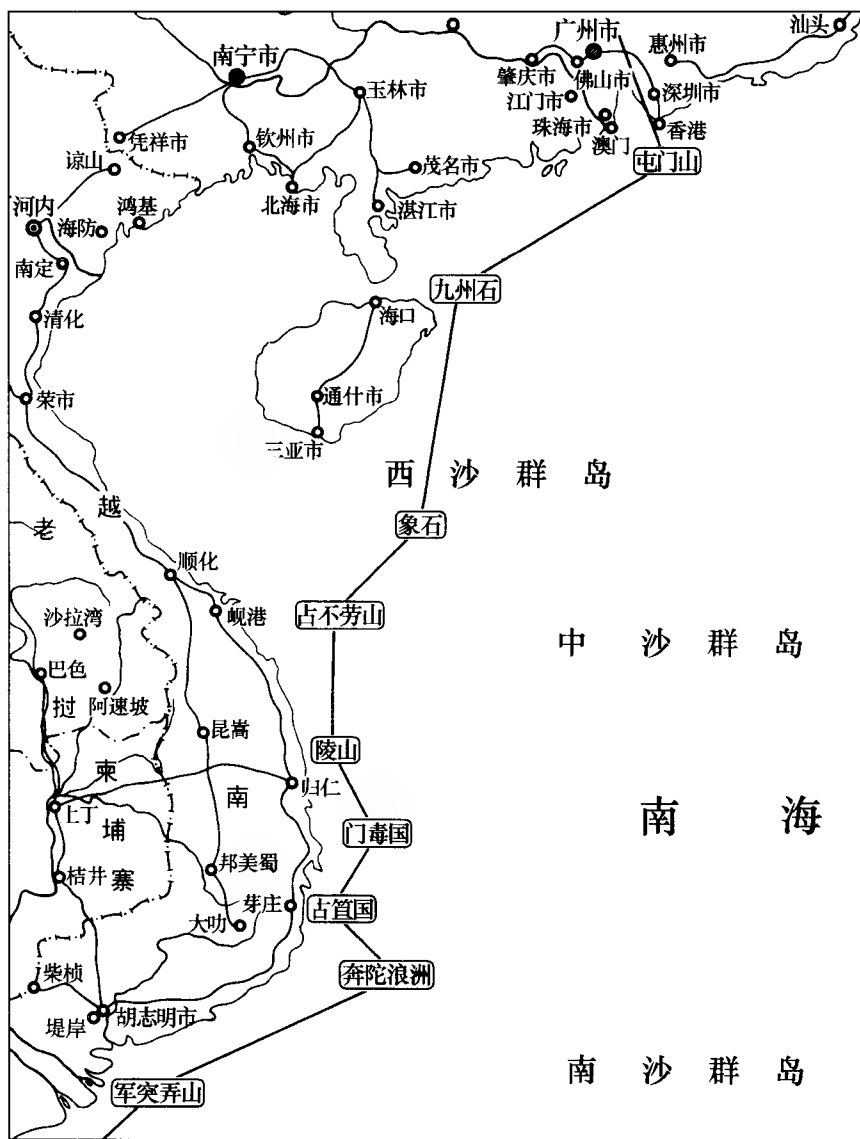 广州市
汕头
南宁市
惠州市
肇庆市
佛山市
玉林市
江门市
深圳市
珠海市
香港
凭祥市
钦州市
澳门
谅山
茂名市
屯门山
北海市
湛江市
河内
海防
鸿基
南定
九州石
清化
海口
荣市
通什市
三亚市
西沙群岛
越
老
象石
顺化
岘港
占不劳山
沙拉湾
中沙群岛
巴色
阿速坡
挝
昆嵩
陵山
柬
归仁
上丁
南
南海
埔
门毒国
邦美蜀
桔井
寨
芽庄
古笪国
大叻
柴桢
奔陀浪洲
胡志明市
堤岸
南沙群岛
军突弄山